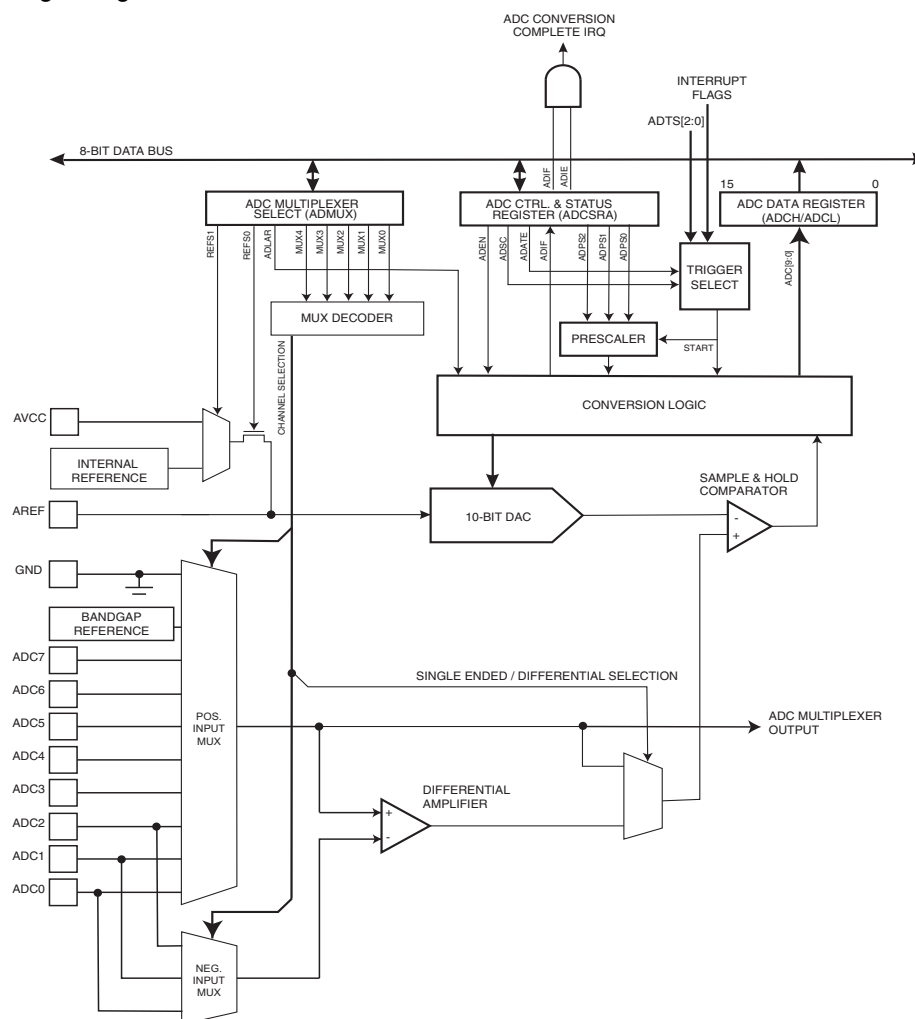 ADC CONVERSION
COMPLETE IRQ
INTERRUPT
FLAGS
ADTS[2:0]
8-BIT DATA BUS
ADIF
ADIE
15
0
ADC MULTIPLEXER
SELECT (ADMUX)
ADC CTRL. & STATUS
REGISTER (ADCSRA)
ADC DATA REGISTER
(ADCH/ADCL)
REFS1
REFS0
ADLAR
MUX4
MUX3
MUX2
MUX1
MUX0
ADEN
ADSC
ADATE
ADIF
ADPS2
ADPS1
ADPS0
ADC[9:0]
TRIGGER
SELECT
MUX DECODER
PRESCALER
START
CHANNEL SELECTION
CONVERSION LOGIC
AVCC
INTERNAL
REFERENCE
SAMPLE & HOLD
COMPARATOR
AREF
10-BIT DAC
-
+
GND
BANDGAP
REFERENCE
ADC7
SINGLE ENDED / DIFFERENTIAL SELECTION
ADC6
ADC5
POS.
INPUT
MUX
ADC MULTIPLEXER
OUTPUT
ADC4
ADC3
DIFFERENTIAL
AMPLIFIER
ADC2
+
-
ADC1
ADC0
NEG.
INPUT
MUX